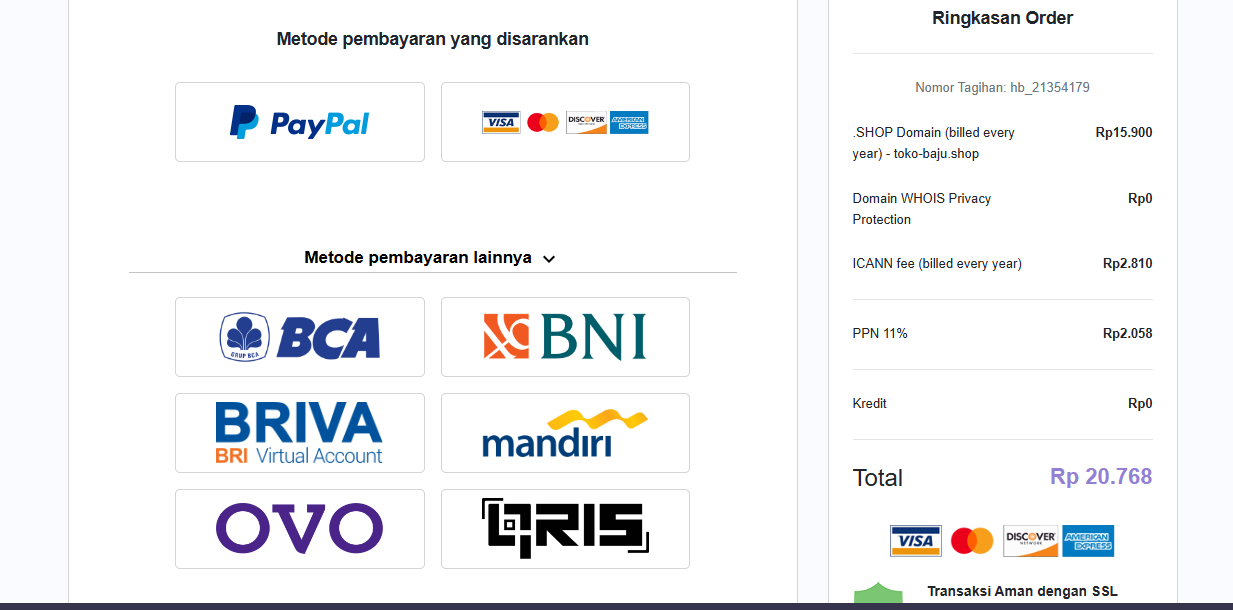 Metode pembayaran yang disarankan
PayPal
VISA DISCOVER NETWORK AMERICAN EXPRESS
Metode pembayaran lainnya
GRUP BCA BCA
BNI
BRIVA
BRI Virtual Account
mandiri
OVO
QRIS
Ringkasan Order
Nomor Tagihan: hb_21354179
.SHOP Domain (billed every Rp15.900
year) - toko-baju.shop
Domain WHOIS Privacy Rp0
Protection
ICANN fee (billed every year) Rp2.810
PPN 11% Rp2.058
Kredit Rp0
Total Rp 20.768
VISA DISCOVER NETWORK AMERICAN EXPRESS
Transaksi Aman dengan SSL